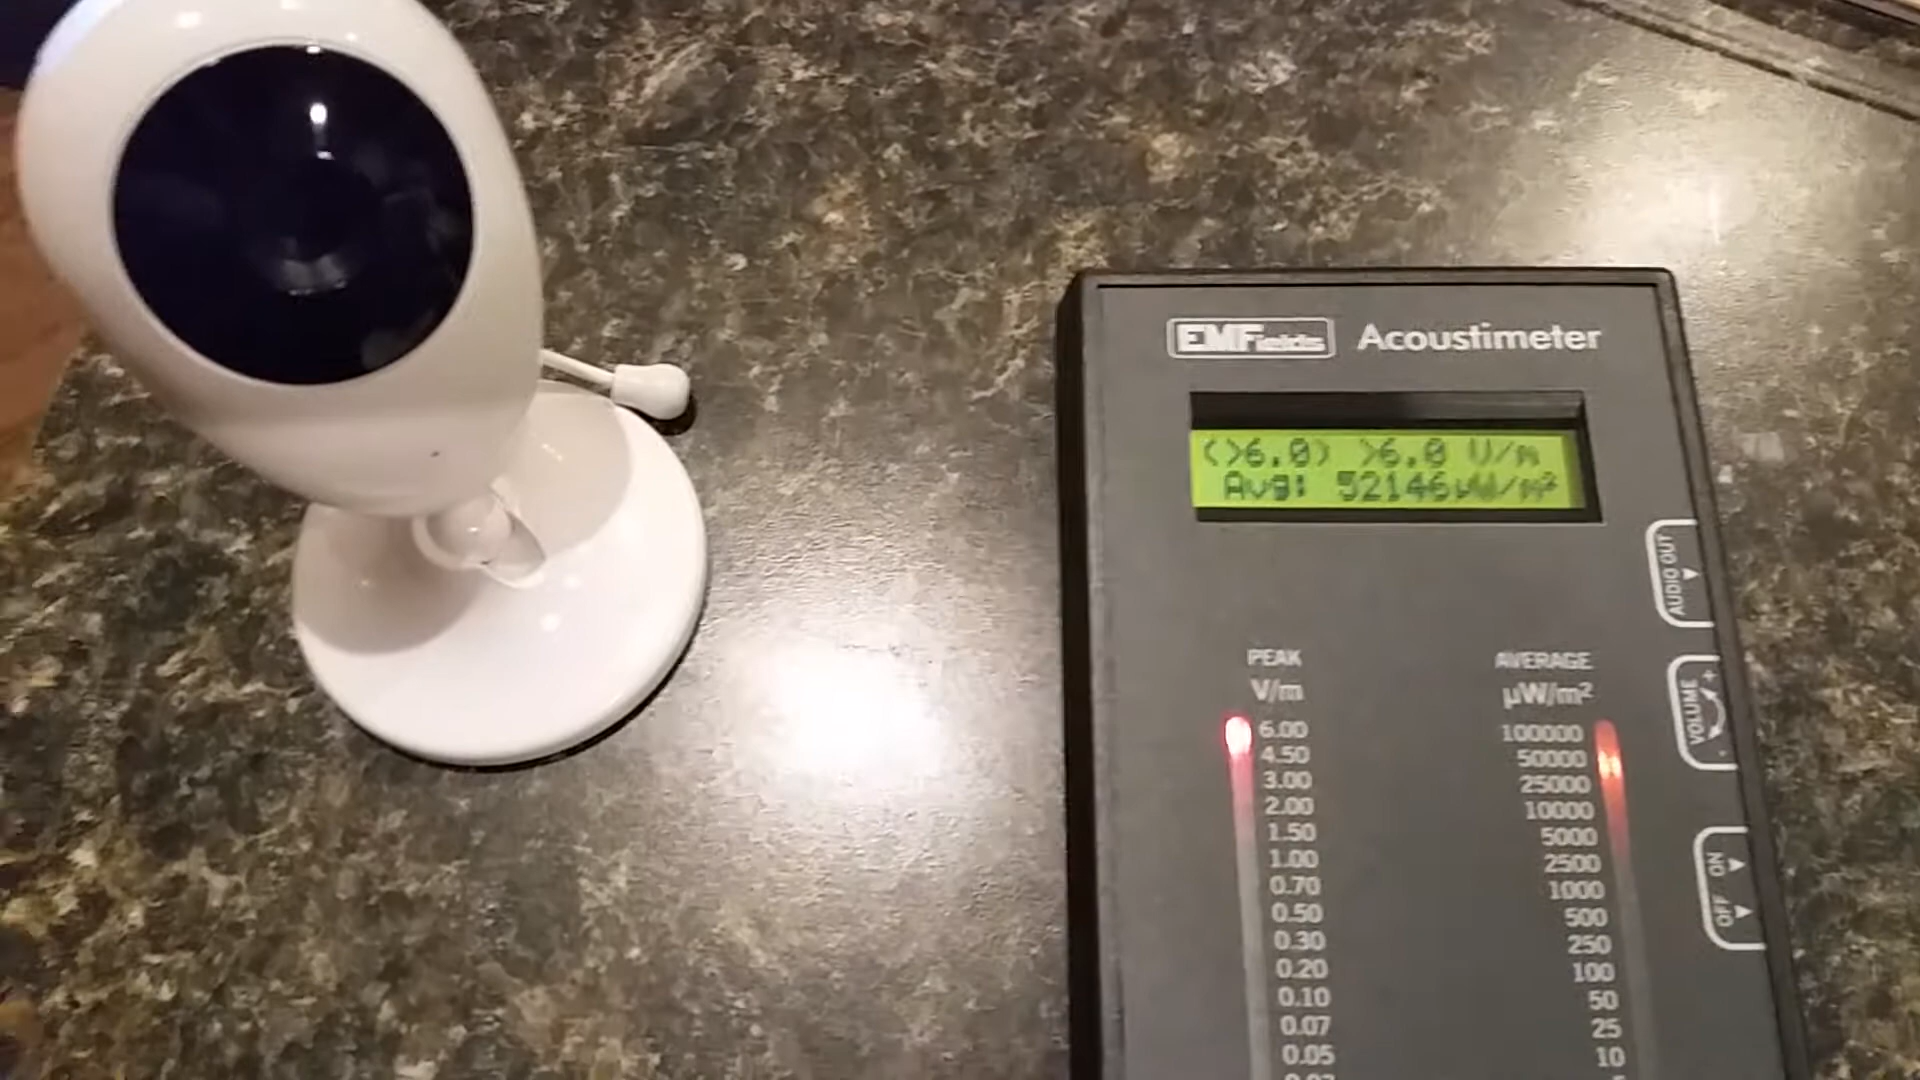 EMFields Acoustimeter
(>6.0) >6.0 V/m
Avg: 52146µW/m²
AUDIO OUT
PEAK
V/m
6.00
4.50
3.00
2.00
1.50
1.00
0.70
0.50
0.30
0.20
0.10
0.07
0.05
AVERAGE
µW/m²
100000
50000
25000
10000
5000
2500
1000
500
250
100
50
25
10
VOLUME
- +
OFF ON